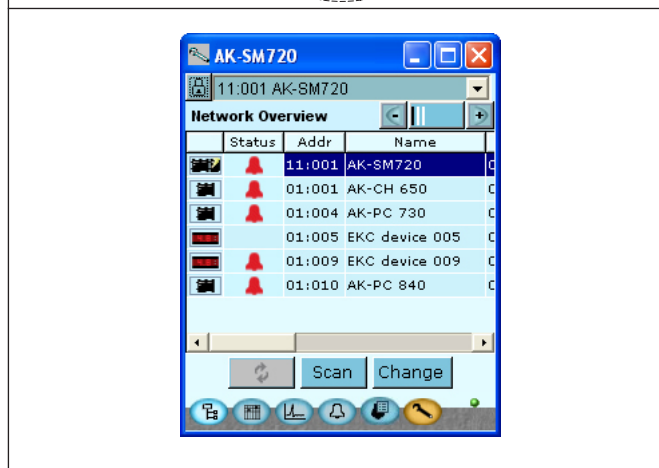 AK-SM720
11:001 AK-SM720
Network Overview
Status Addr Name
11:001 AK-SM720
01:001 AK-CH 650
01:004 AK-PC 730
01:005 EKC device 005
01:009 EKC device 009
01:010 AK-PC 840
Scan Change